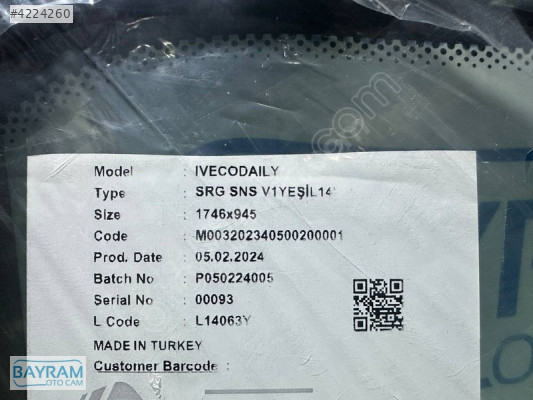 #4224260
Model : IVECODAILY
Type : SRG SNS V1YEŞİL14
Size : 1746x945
Code : M003202340500200001
Prod. Date : 05.02.2024
Batch No : P050224005
Serial No : 00093
L Code : L14063Y
MADE IN TURKEY
Customer Barcode :
BAYRAM
OTO CAM